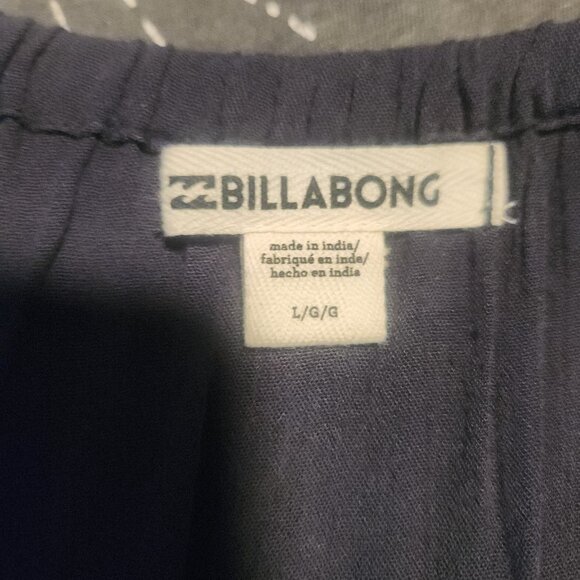 BILLABONG
made in india/
fabriqué en inde/
hecho en india
L/G/G